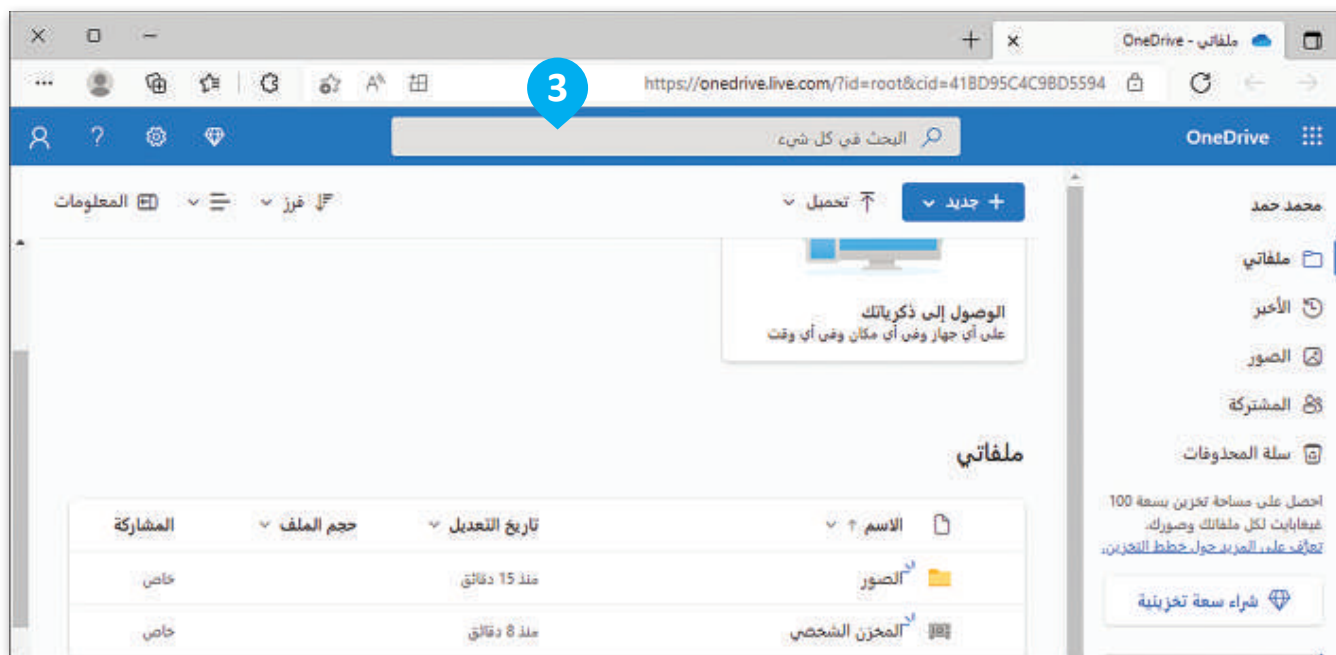 ملفاتي - OneDrive
https://onedrive.live.com/?id=root&cid=418D95C4C9BD5594
3
OneDrive
البحث في كل شيء
?
محمد حمد
ملفاتي
الأخير
الصور
المشتركة
سلة المحذوفات
احصل على مساحة تخزين بسعة 100
غيغابايت لكل ملفاتك وصورك.
تعرّف على المزيد حول خطط التخزين.
شراء سعة تخزينية
+ جديد
تحميل
فرز
المعلومات
الوصول إلى ذكرياتك
على أي جهاز وفي أي مكان وفي أي وقت
ملفاتي
الاسم ↑ تاريخ التعديل حجم الملف المشاركة
الصور منذ 15 دقائق خاص
المخزن الشخصي منذ 8 دقائق خاص